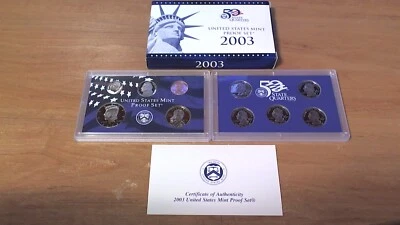 50
STATE
QUARTERS
UNITED STATES MINT
PROOF SET
2003
2003
UNITED STATES MINT
PROOF SET
50
STATE
QUARTERS
Certificate of Authenticity
2003 United States Mint Proof Set®